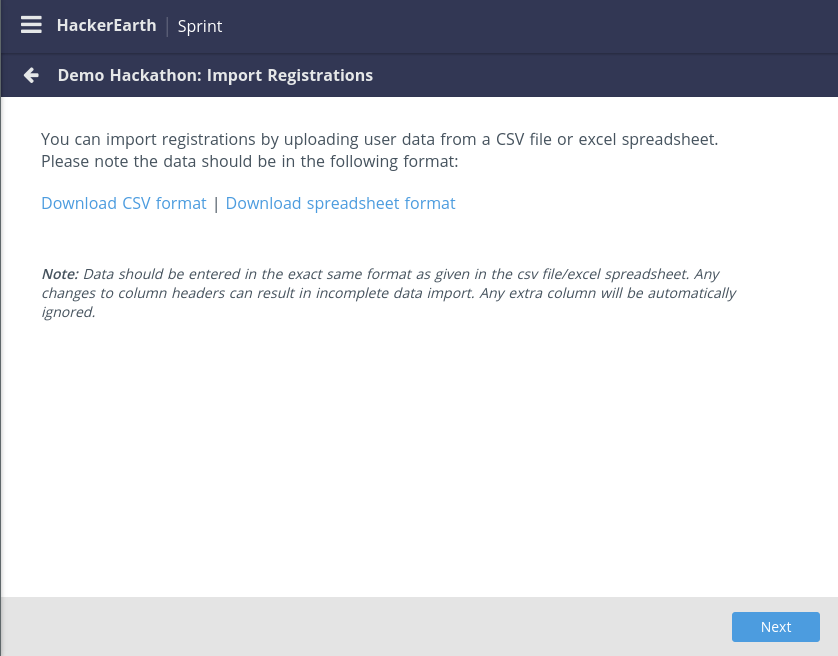 HackerEarth | Sprint
Demo Hackathon: Import Registrations
You can import registrations by uploading user data from a CSV file or excel spreadsheet.
Please note the data should be in the following format:
Download CSV format | Download spreadsheet format
Note: Data should be entered in the exact same format as given in the csv file/excel spreadsheet. Any
changes to column headers can result in incomplete data import. Any extra column will be automatically
ignored.
Next